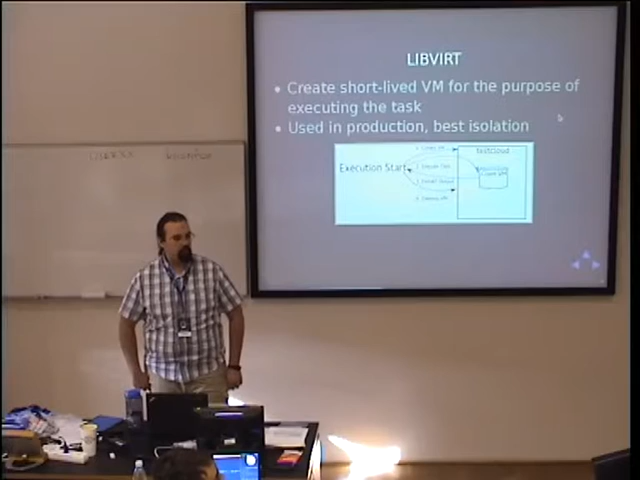 LIBVIRT
Create short-lived VM for the purpose of
executing the task
Used in production, best isolation
Execution Start
testcloud